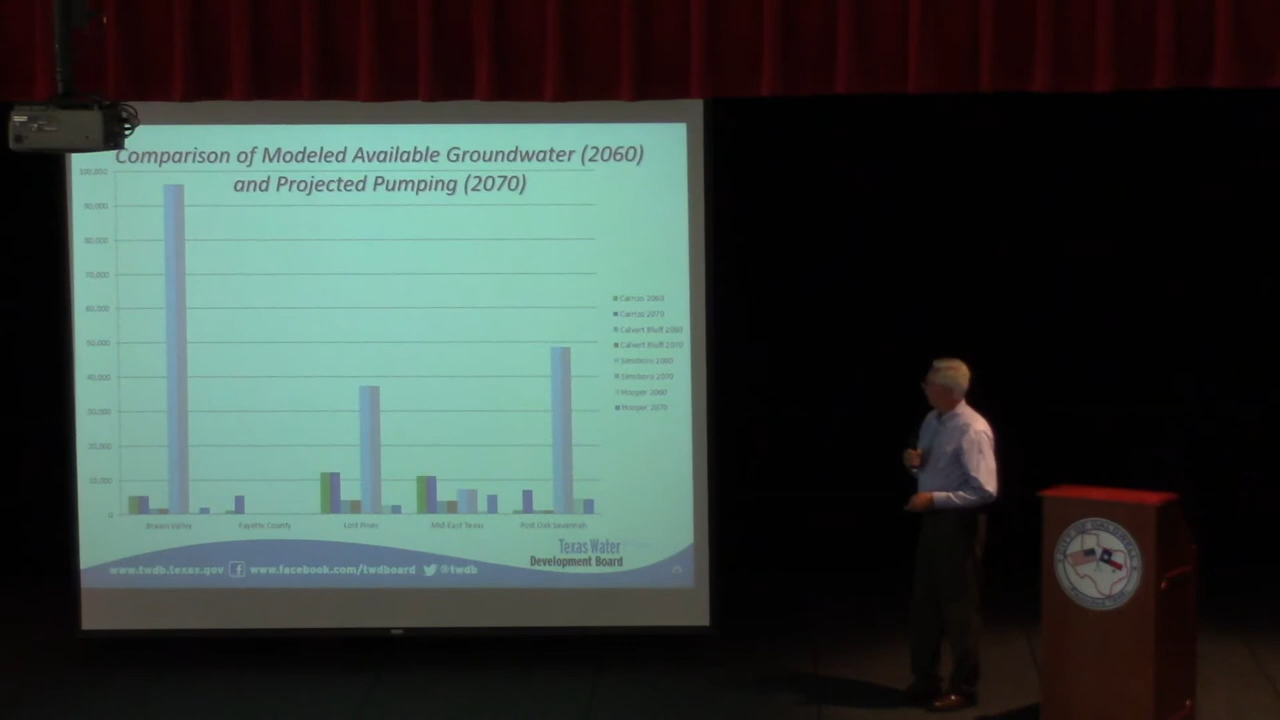 Comparison of Modeled Available Groundwater (2060)
and Projected Pumping (2070)
100,000
90,000
80,000
70,000
60,000
50,000
40,000
30,000
20,000
10,000
0
Brazos Valley
Fayette County
Lost Pines
Mid-East Texas
Post Oak Savannah
Carrizo 2060
Carrizo 2070
Calvert Bluff 2060
Calvert Bluff 2070
Simsboro 2060
Simsboro 2070
Hooper 2060
Hooper 2070
www.twdb.texas.gov
f
www.facebook.com/twdboard
@twdb
Texas Water
Development Board
CITY OF CALDWELL